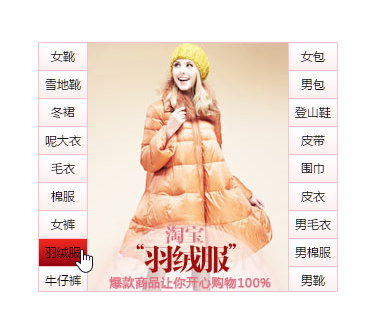 女靴
雪地靴
冬裙
呢大衣
毛衣
棉服
女裤
羽绒服
牛仔裤
淘宝
“羽绒服”
爆款商品让你开心购物100%
女包
男包
登山鞋
皮带
围巾
皮衣
男毛衣
男棉服
男靴